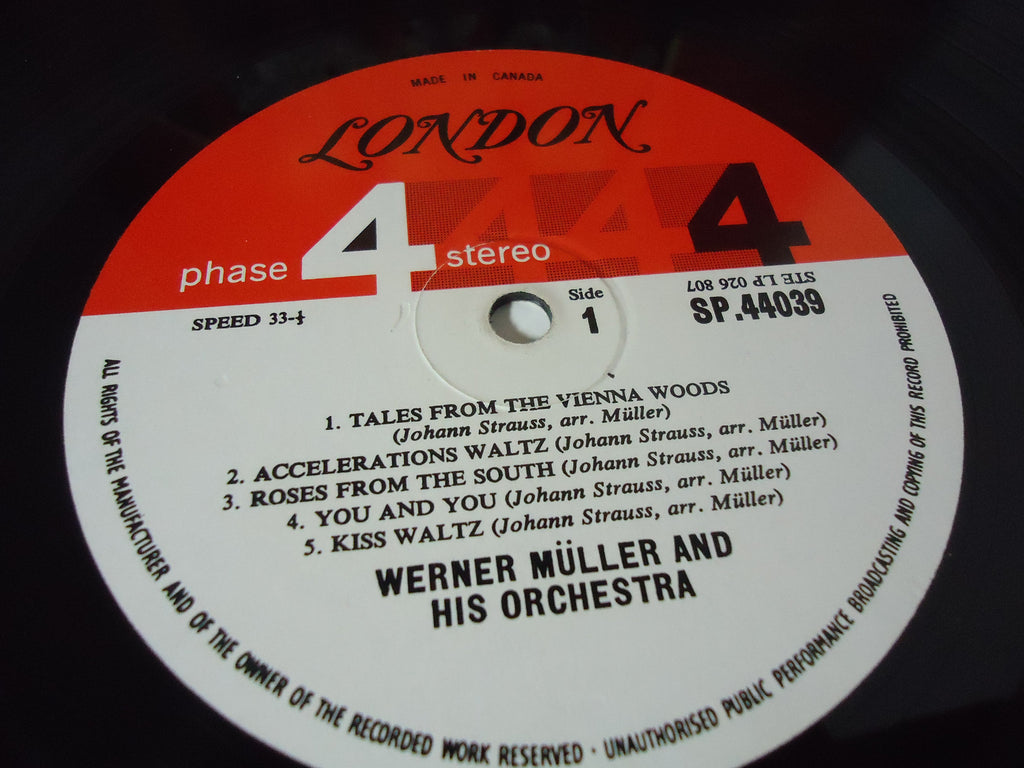 MADE IN CANADA
LONDON
phase 4 stereo 4 4 4
SPEED 33-⅓
Side
1
STE LP 026 807
SP.44039
1. TALES FROM THE VIENNA WOODS
(Johann Strauss, arr. Müller)
2. ACCELERATIONS WALTZ (Johann Strauss, arr. Müller)
3. ROSES FROM THE SOUTH (Johann Strauss, arr. Müller)
4. YOU AND YOU (Johann Strauss, arr. Müller)
5. KISS WALTZ (Johann Strauss, arr. Müller)
WERNER MÜLLER AND
HIS ORCHESTRA
ALL RIGHTS OF THE MANUFACTURER AND OF THE OWNER OF THE RECORDED WORK RESERVED · UNAUTHORISED PUBLIC PERFORMANCE BROADCASTING AND COPYING OF THIS RECORD PROHIBITED